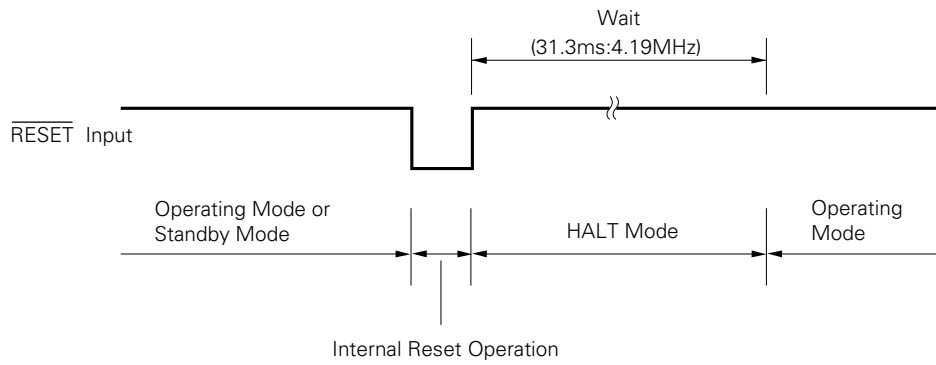 Wait
(31.3ms:4.19MHz)
RESET Input
Operating Mode or
Standby Mode
HALT Mode
Operating
Mode
Internal Reset Operation